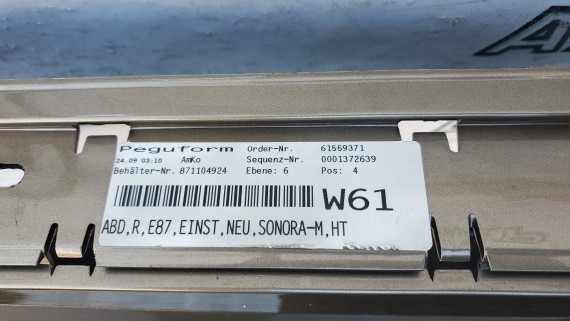 Peguform Order-Nr. 61559371
24.09 03:10 AmKo Sequenz-Nr. 0001372639
Behälter-Nr. 871104924 Ebene: 6 Pos: 4
W61
ABD,R,E87,EINST,NEU,SONORA-M,HT